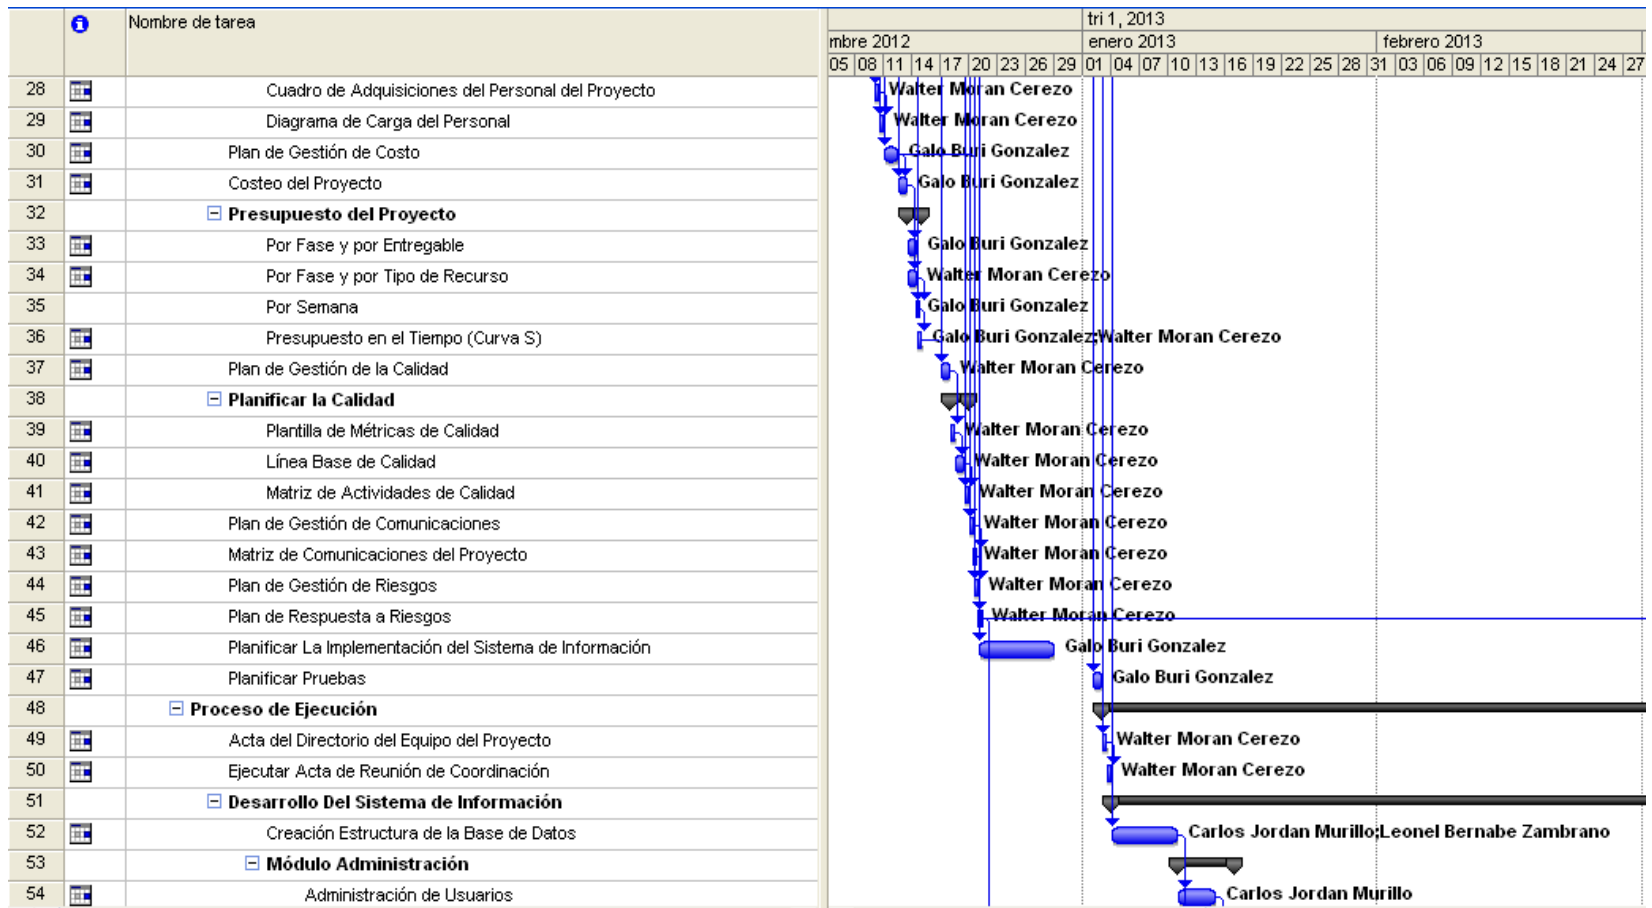 Nombre de tarea
tri 1, 2013
mbre 2012 enero 2013 febrero 2013
05 08 11 14 17 20 23 26 29 01 04 07 10 13 16 19 22 25 28 31 03 06 09 12 15 18 21 24 27
28 Cuadro de Adquisiciones del Personal del Proyecto Walter Moran Cerezo
29 Diagrama de Carga del Personal Walter Moran Cerezo
30 Plan de Gestión de Costo Galo Buri Gonzalez
31 Costeo del Proyecto Galo Buri Gonzalez
32 Presupuesto del Proyecto
33 Por Fase y por Entregable Galo Buri Gonzalez
34 Por Fase y por Tipo de Recurso Walter Moran Cerezo
35 Por Semana Galo Buri Gonzalez
36 Presupuesto en el Tiempo (Curva S) Galo Buri Gonzalez;Walter Moran Cerezo
37 Plan de Gestión de la Calidad Walter Moran Cerezo
38 Planificar la Calidad
39 Plantilla de Métricas de Calidad Walter Moran Cerezo
40 Línea Base de Calidad Walter Moran Cerezo
41 Matriz de Actividades de Calidad Walter Moran Cerezo
42 Plan de Gestión de Comunicaciones Walter Moran Cerezo
43 Matriz de Comunicaciones del Proyecto Walter Moran Cerezo
44 Plan de Gestión de Riesgos Walter Moran Cerezo
45 Plan de Respuesta a Riesgos Walter Moran Cerezo
46 Planificar La Implementación del Sistema de Información Galo Buri Gonzalez
47 Planificar Pruebas Galo Buri Gonzalez
48 Proceso de Ejecución
49 Acta del Directorio del Equipo del Proyecto Walter Moran Cerezo
50 Ejecutar Acta de Reunión de Coordinación Walter Moran Cerezo
51 Desarrollo Del Sistema de Información
52 Creación Estructura de la Base de Datos Carlos Jordan Murillo;Leonel Bernabe Zambrano
53 Módulo Administración
54 Administración de Usuarios Carlos Jordan Murillo